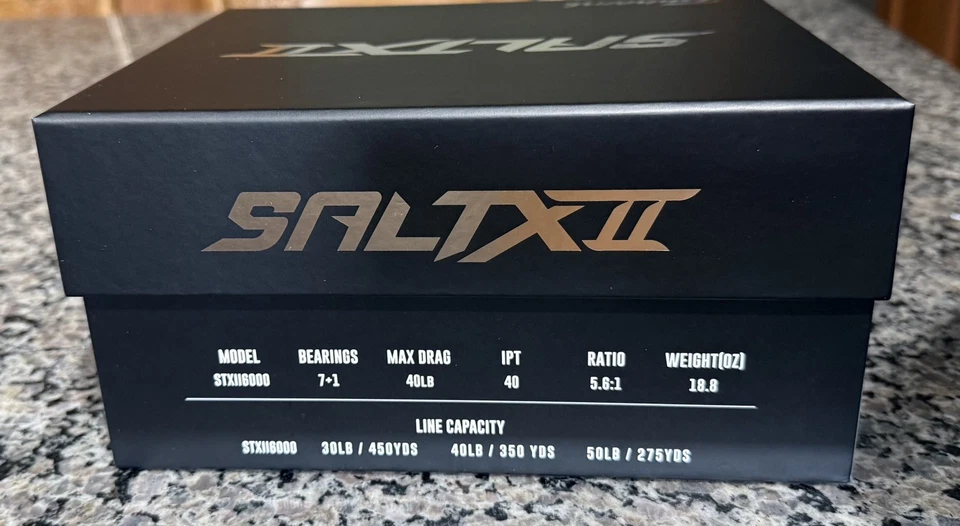 SALTXII
SALTXII
MODEL BEARINGS MAX DRAG IPT RATIO WEIGHT(OZ)
STXII6000 7+1 40LB 40 5.6:1 18.8
LINE CAPACITY
STXII6000 30LB / 450YDS 40LB / 350 YDS 50LB / 275YDS